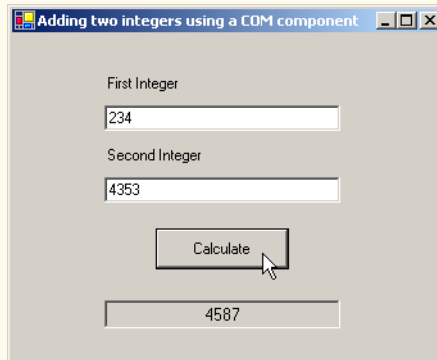 Adding two integers using a COM component
First Integer
234
Second Integer
4353
Calculate
4587